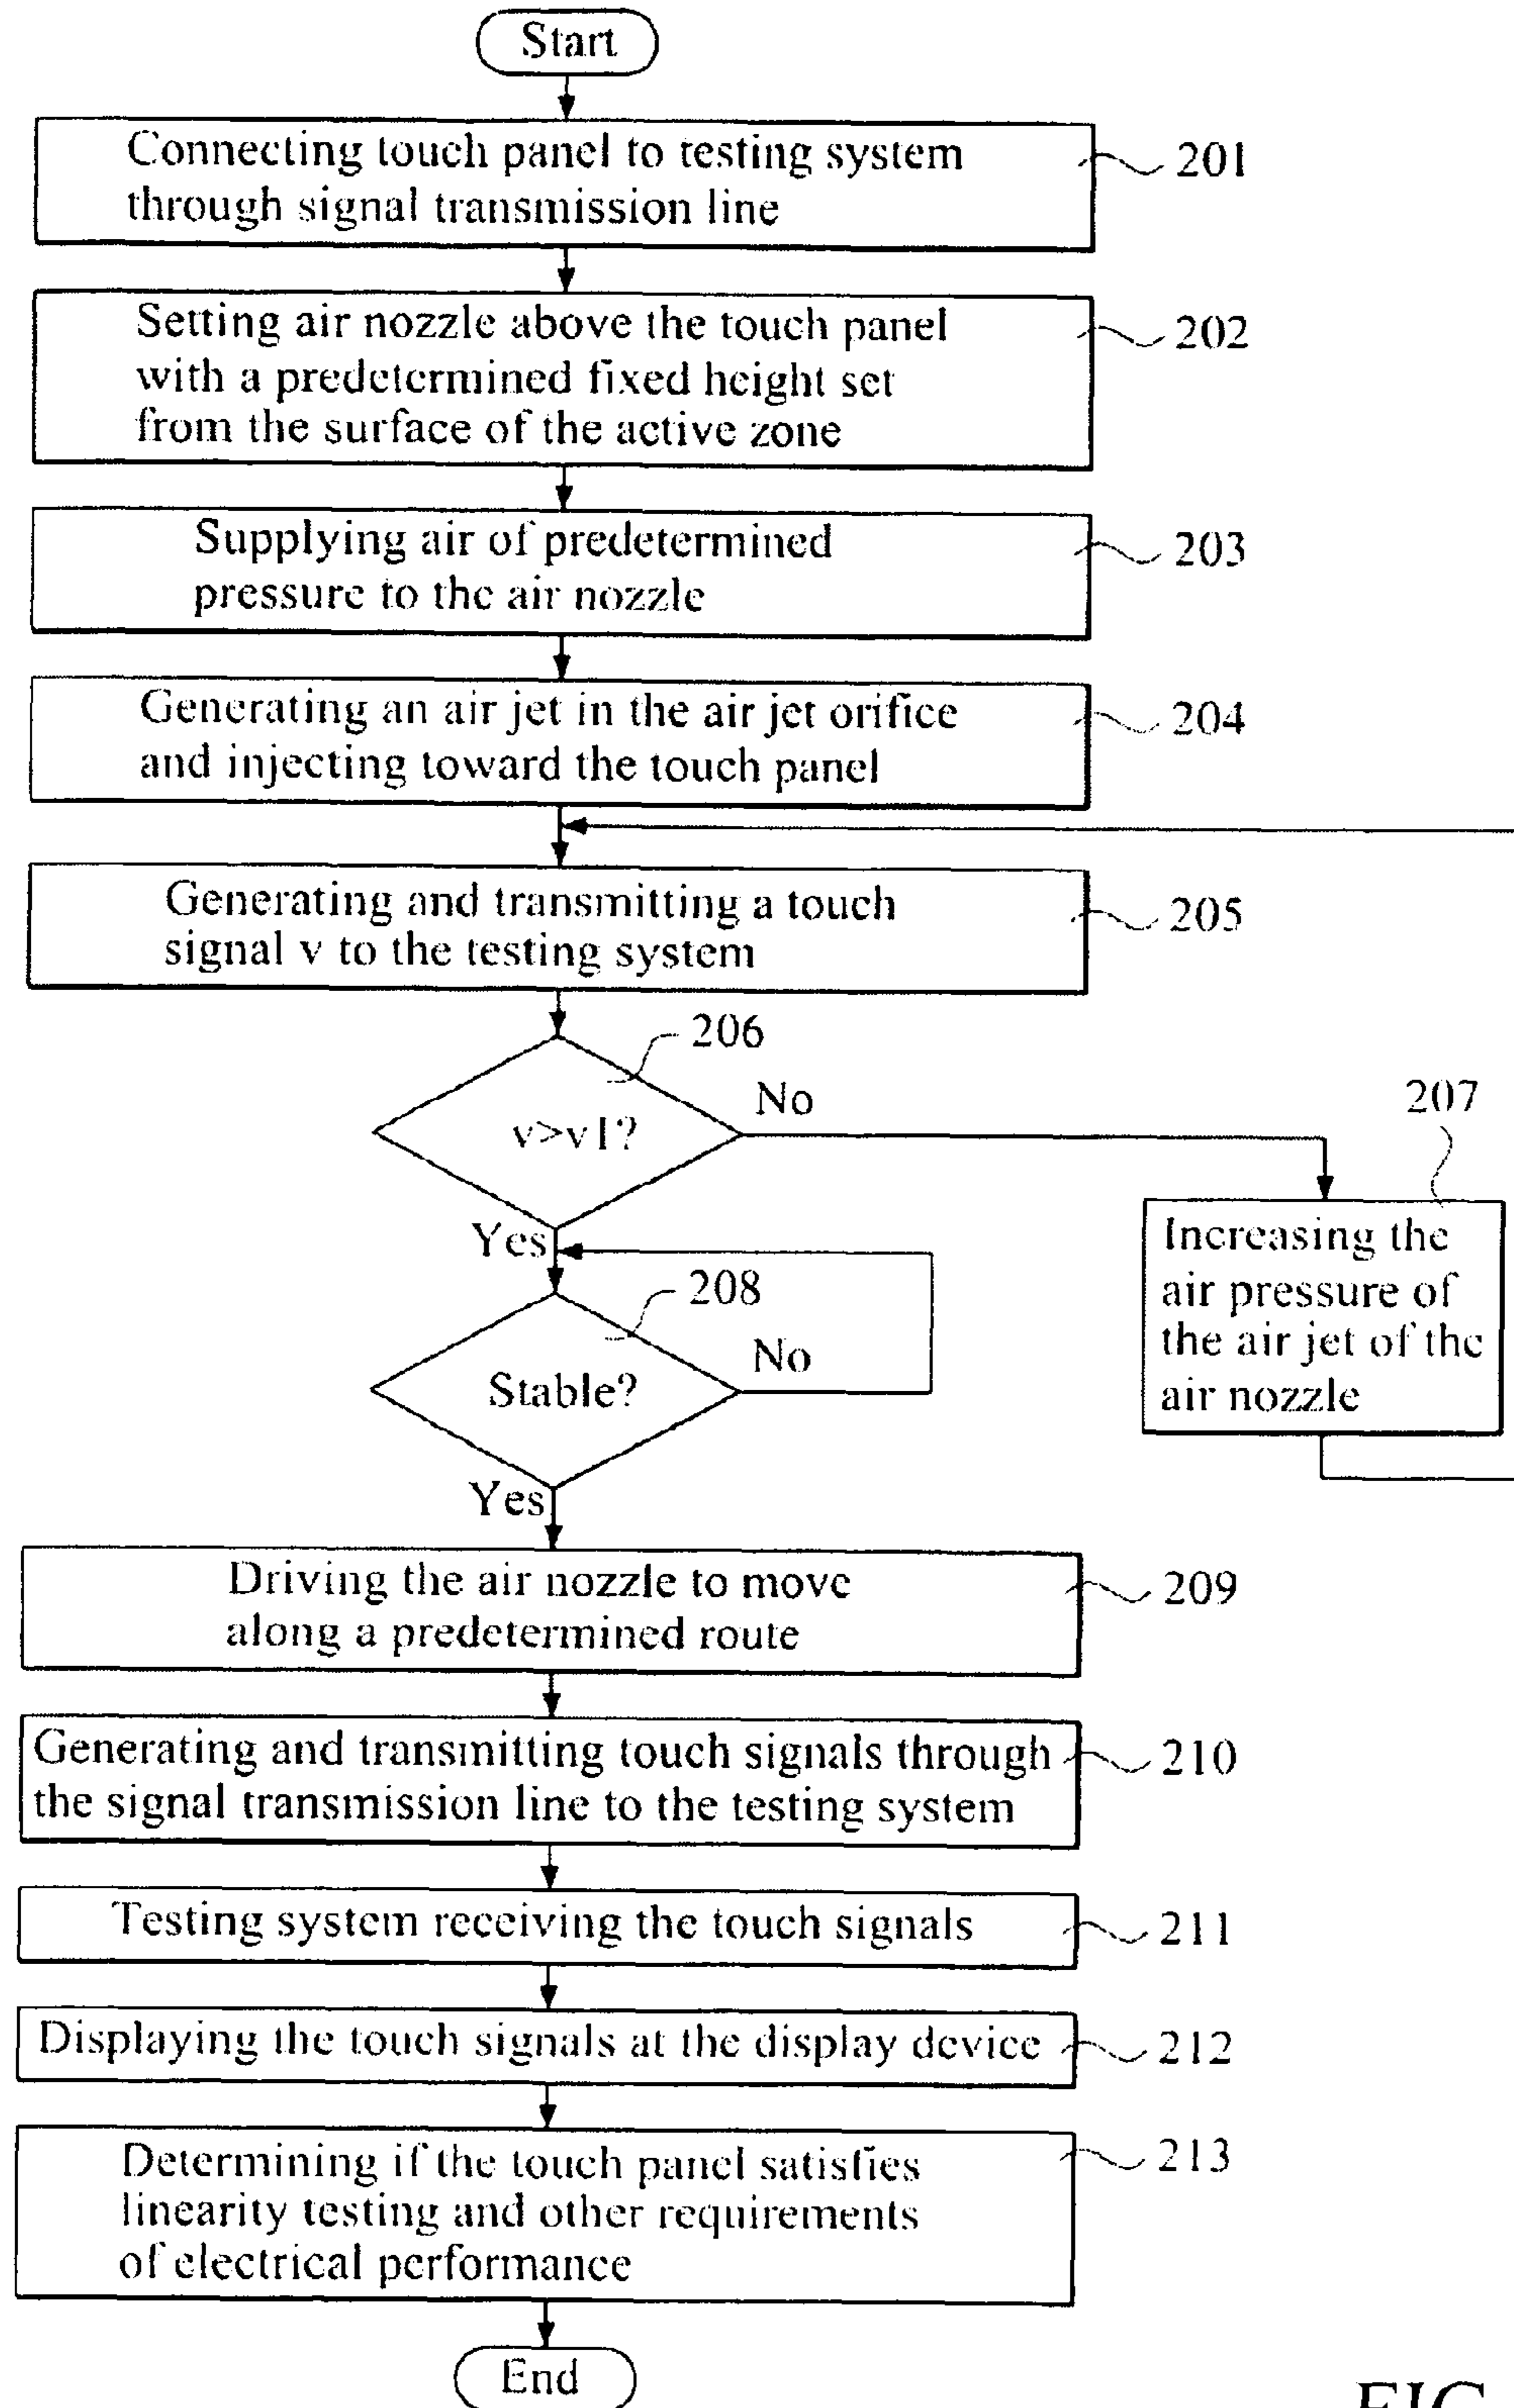 Start
Connecting touch panel to testing system
through signal transmission line
201
Setting air nozzle above the touch panel
with a predetermined fixed height set
from the surface of the active zone
202
Supplying air of predetermined
pressure to the air nozzle
203
Generating an air jet in the air jet orifice
and injecting toward the touch panel
204
Generating and transmitting a touch
signal v to the testing system
205
206
v>v1?
No
Yes
207
Increasing the
air pressure of
the air jet of the
air nozzle
208
Stable?
No
Yes
Driving the air nozzle to move
along a predetermined route
209
Generating and transmitting touch signals through
the signal transmission line to the testing system
210
Testing system receiving the touch signals
211
Displaying the touch signals at the display device
212
Determining if the touch panel satisfies
linearity testing and other requirements
of electrical performance
213
End
FIG